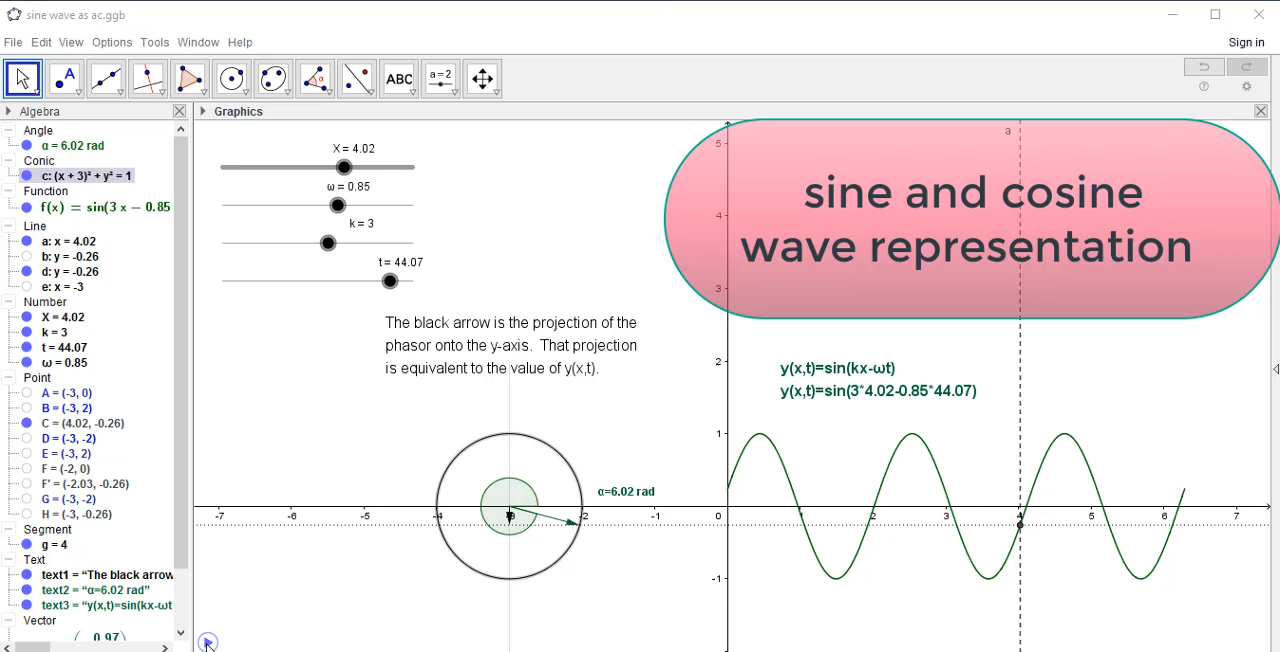 sine wave as ac.ggb
File Edit View Options Tools Window Help
Sign in
A
α
ABC
a=2
Algebra
Graphics
Angle
α = 6.02 rad
Conic
c: (x + 3)² + y² = 1
Function
f(x) = sin(3 x − 0.85
Line
a: x = 4.02
b: y = -0.26
d: y = -0.26
e: x = -3
Number
X = 4.02
k = 3
t = 44.07
ω = 0.85
Point
A = (-3, 0)
B = (-3, 2)
C = (4.02, -0.26)
D = (-3, -2)
E = (-3, 2)
F = (-2, 0)
F' = (-2.03, -0.26)
G = (-3, -2)
H = (-3, -0.26)
Segment
g = 4
Text
text1 = “The black arrow
text2 = “α=6.02 rad”
text3 = “y(x,t)=sin(kx-ωt
Vector
0.97
X = 4.02
ω = 0.85
k = 3
t = 44.07
The black arrow is the projection of the
phasor onto the y-axis. That projection
is equivalent to the value of y(x,t).
α=6.02 rad
a
sine and cosine
wave representation
y(x,t)=sin(kx-ωt)
y(x,t)=sin(3*4.02-0.85*44.07)
5
4
3
2
1
-1
-7 -6 -5 -4 -3 -2 -1 0 1 2 3 4 5 6 7